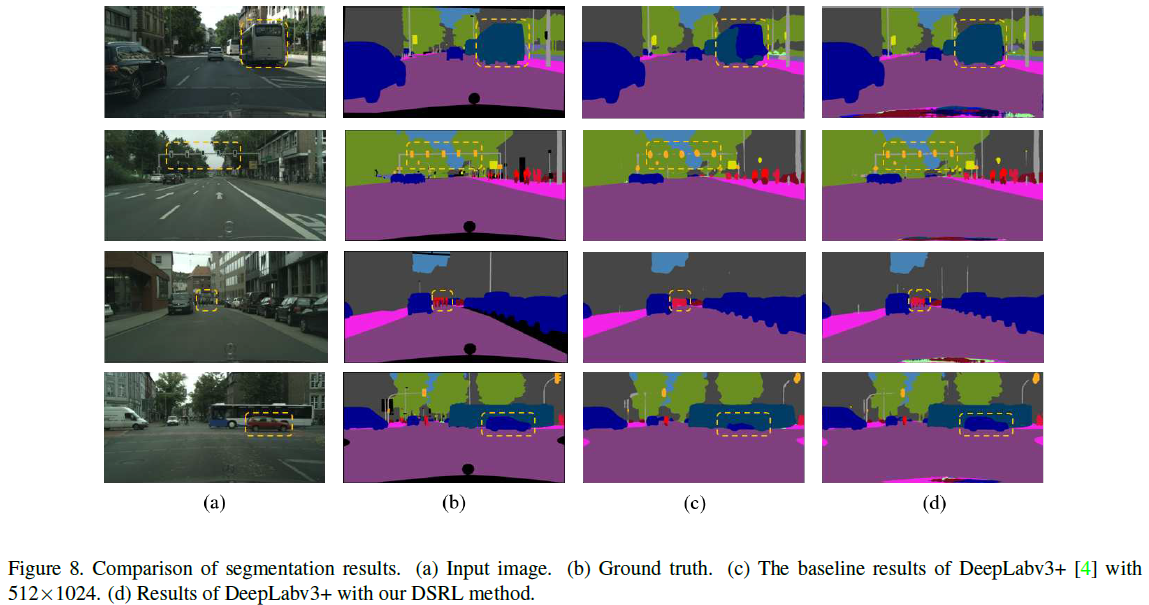 (a)
(b)
(c)
(d)
Figure 8. Comparison of segmentation results. (a) Input image. (b) Ground truth. (c) The baseline results of DeepLabv3+ [4] with
512×1024. (d) Results of DeepLabv3+ with our DSRL method.